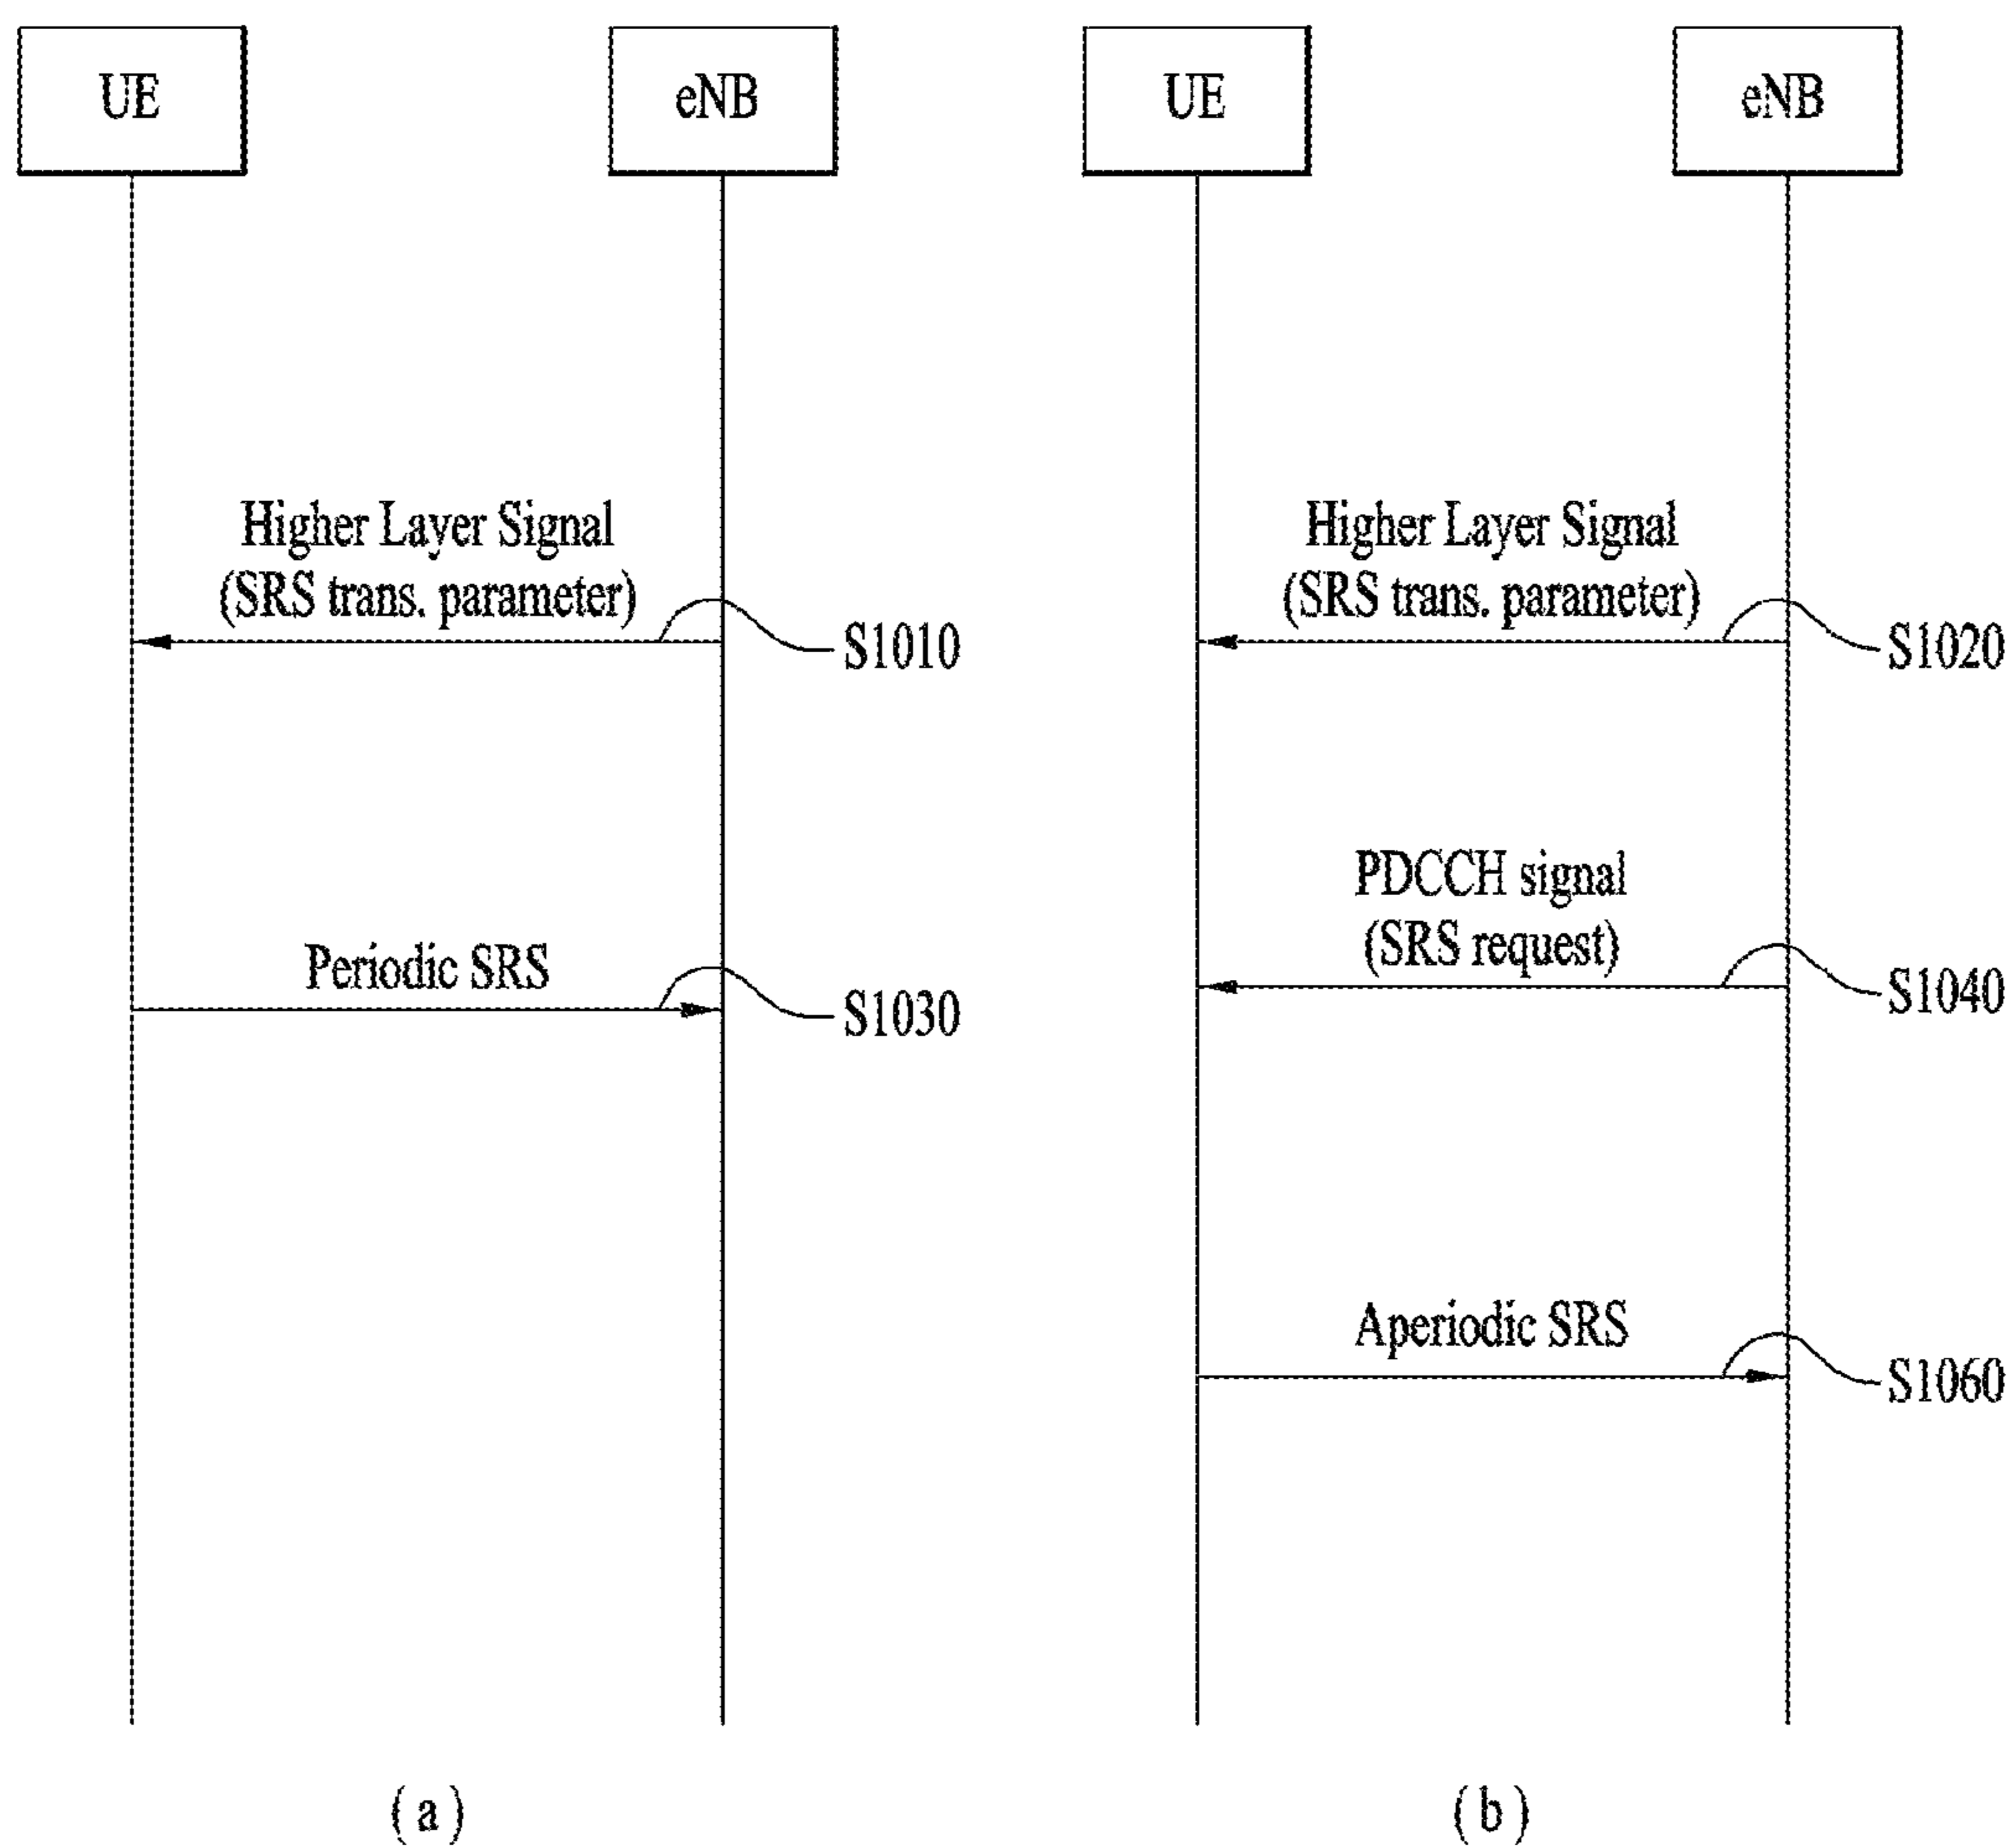 UE
eNB
Higher Layer Signal
(SRS trans. parameter)
S1010
Periodic SRS
S1030
(a)
UE
eNB
Higher Layer Signal
(SRS trans. parameter)
S1020
PDCCH signal
(SRS request)
S1040
Aperiodic SRS
S1060
(b)